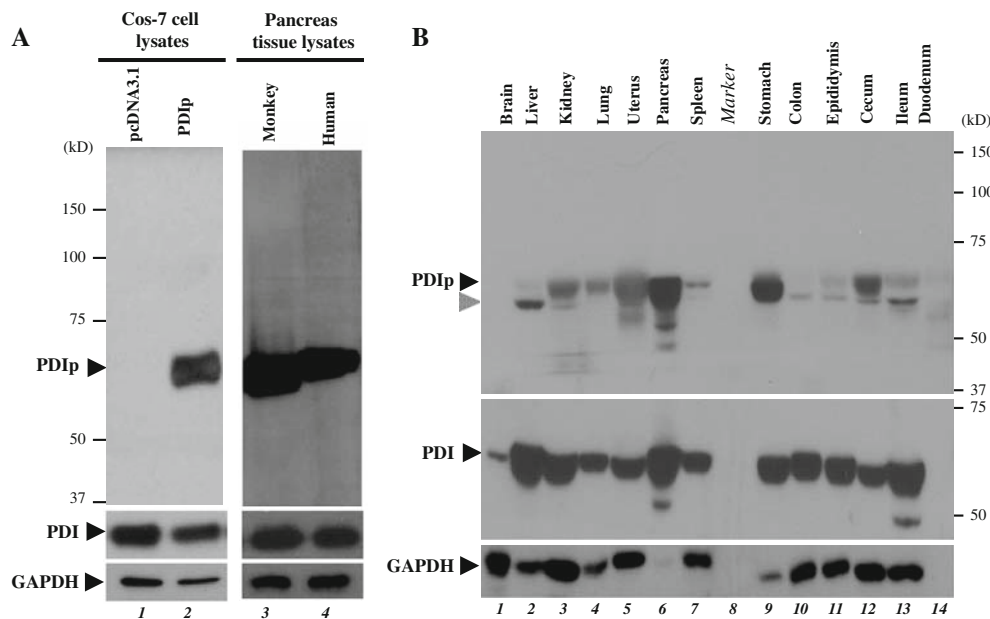 A
Cos-7 cell
lysates
Pancreas
tissue lysates
pcDNA3.1
PDIp
Monkey
Human
(kD)
150
100
75
PDIp
50
37
PDI
GAPDH
1 2 3 4
B
Brain
Liver
Kidney
Lung
Uterus
Pancreas
Spleen
Marker
Stomach
Colon
Epididymis
Cecum
Ileum
Duodenum
(kD)
150
100
75
PDIp
50
37
75
PDI
50
GAPDH
1 2 3 4 5 6 7 8 9 10 11 12 13 14